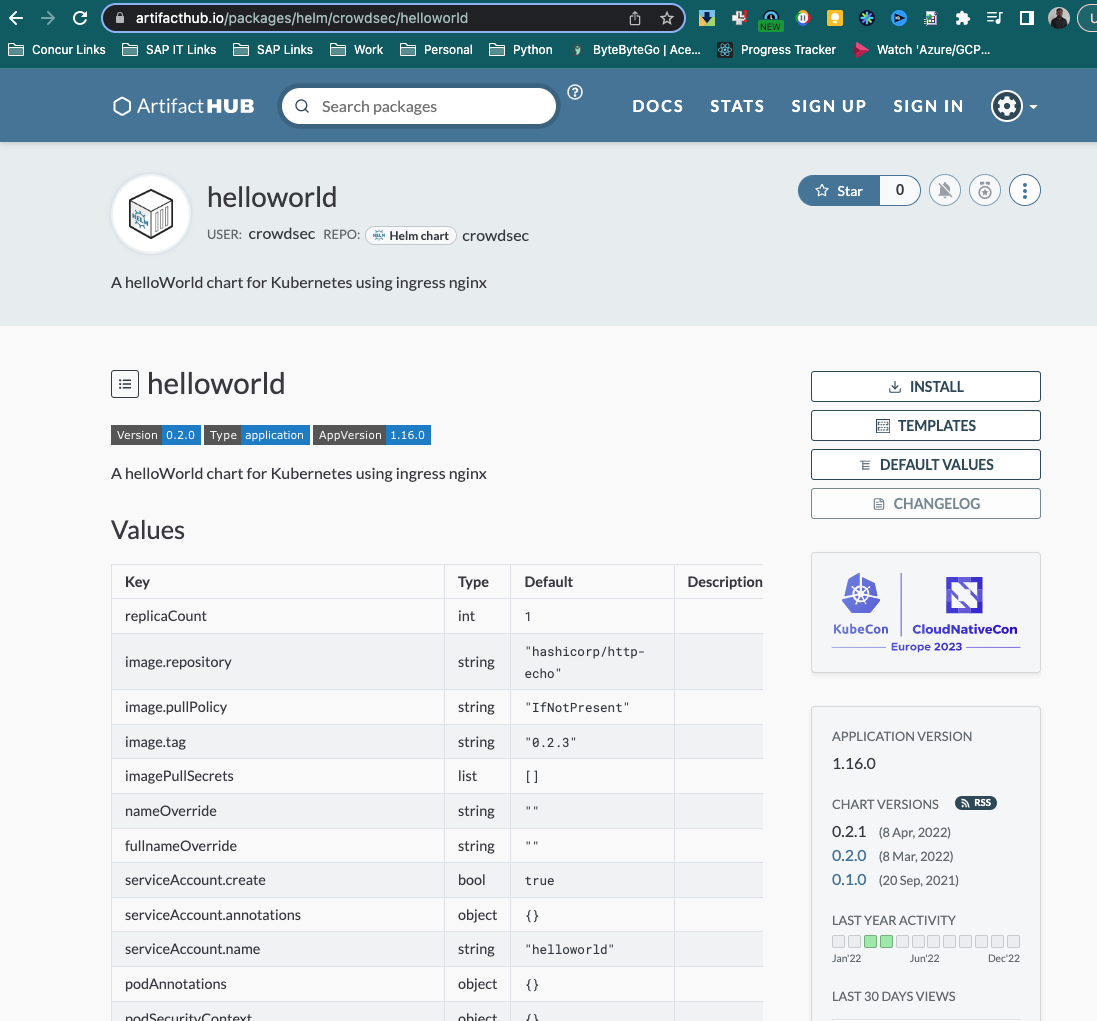 artifacthub.io/packages/helm/crowdsec/helloworld
NEW
Concur Links SAP IT Links SAP Links Work Personal Python ByteByteGo | Ace... Progress Tracker Watch 'Azure/GCP...
ArtifactHUB Search packages ? DOCS STATS SIGN UP SIGN IN
helloworld
Star 0
USER: crowdsec REPO: HELM Helm chart crowdsec
A helloWorld chart for Kubernetes using ingress nginx
helloworld
Version 0.2.0 Type application AppVersion 1.16.0
A helloWorld chart for Kubernetes using ingress nginx
Values
Key Type Default Description
replicaCount int 1
image.repository string "hashicorp/http-
echo"
image.pullPolicy string "IfNotPresent"
image.tag string "0.2.3"
imagePullSecrets list []
nameOverride string ""
fullnameOverride string ""
serviceAccount.create bool true
serviceAccount.annotations object {}
serviceAccount.name string "helloworld"
podAnnotations object {}
podSecurityContext object {}
INSTALL
TEMPLATES
DEFAULT VALUES
CHANGELOG
KubeCon CloudNativeCon
Europe 2023
APPLICATION VERSION
1.16.0
CHART VERSIONS RSS
0.2.1 (8 Apr, 2022)
0.2.0 (8 Mar, 2022)
0.1.0 (20 Sep, 2021)
LAST YEAR ACTIVITY
Jan'22 Jun'22 Dec'22
LAST 30 DAYS VIEWS